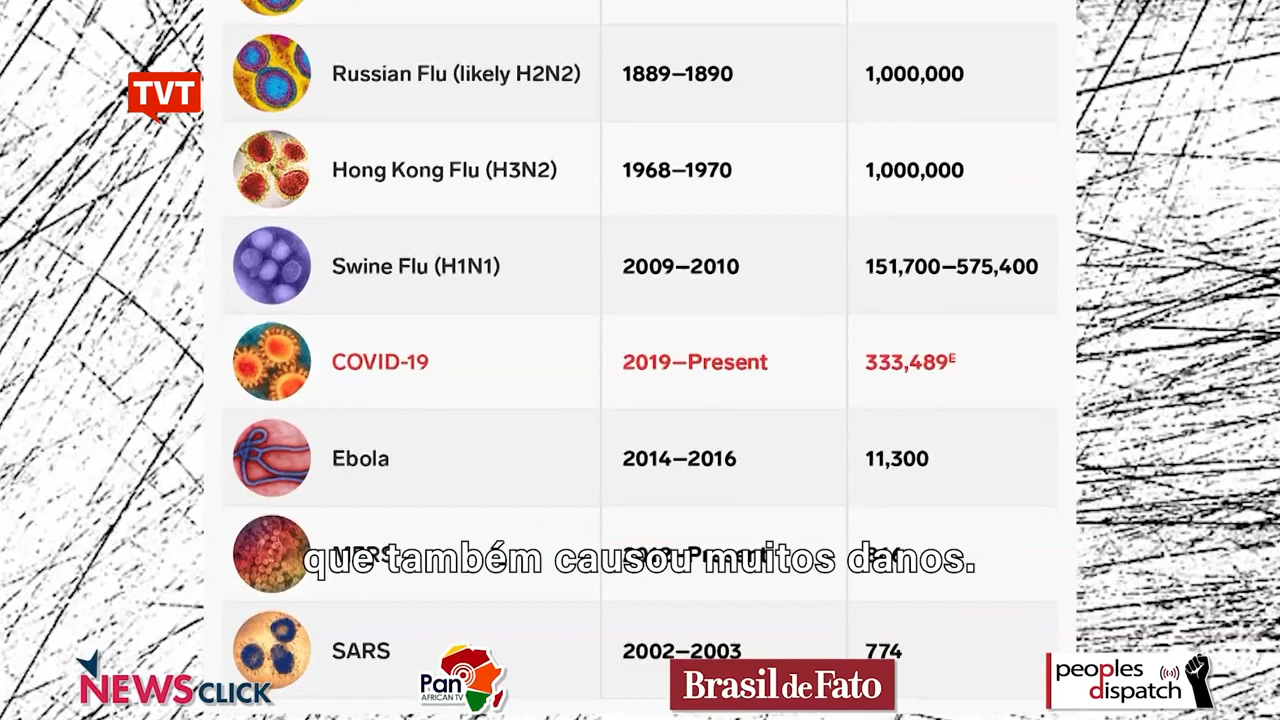 TVT
Russian Flu (likely H2N2) 1889–1890 1,000,000
Hong Kong Flu (H3N2) 1968–1970 1,000,000
Swine Flu (H1N1) 2009–2010 151,700–575,400
COVID-19 2019–Present 333,489ᴱ
Ebola 2014–2016 11,300
que também causou muitos danos.
SARS 2002–2003 774
NEWSCLICK
Pan
AFRICAN TV
Brasil de Fato
peoples
dispatch